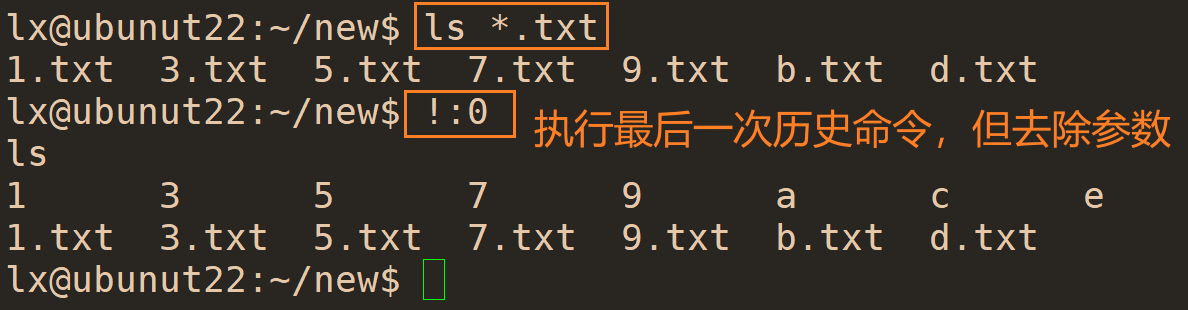 lx@ubunut22:~/new$ ls *.txt
1.txt  3.txt  5.txt  7.txt  9.txt  b.txt  d.txt
lx@ubunut22:~/new$ !:0 执行最后一次历史命令，但去除参数
ls
1      3      5      7      9      a      c      e
1.txt  3.txt  5.txt  7.txt  9.txt  b.txt  d.txt
lx@ubunut22:~/new$